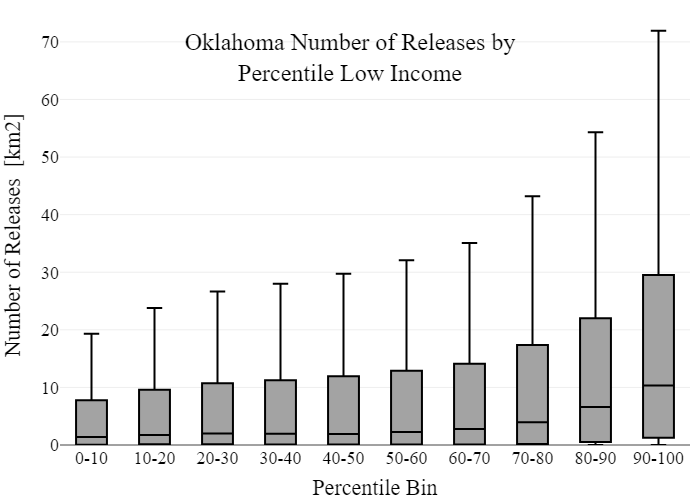 Oklahoma Number of Releases by
Percentile Low Income
Number of Releases [km2]
70
60
50
40
30
20
10
0
0-10 10-20 20-30 30-40 40-50 50-60 60-70 70-80 80-90 90-100
Percentile Bin